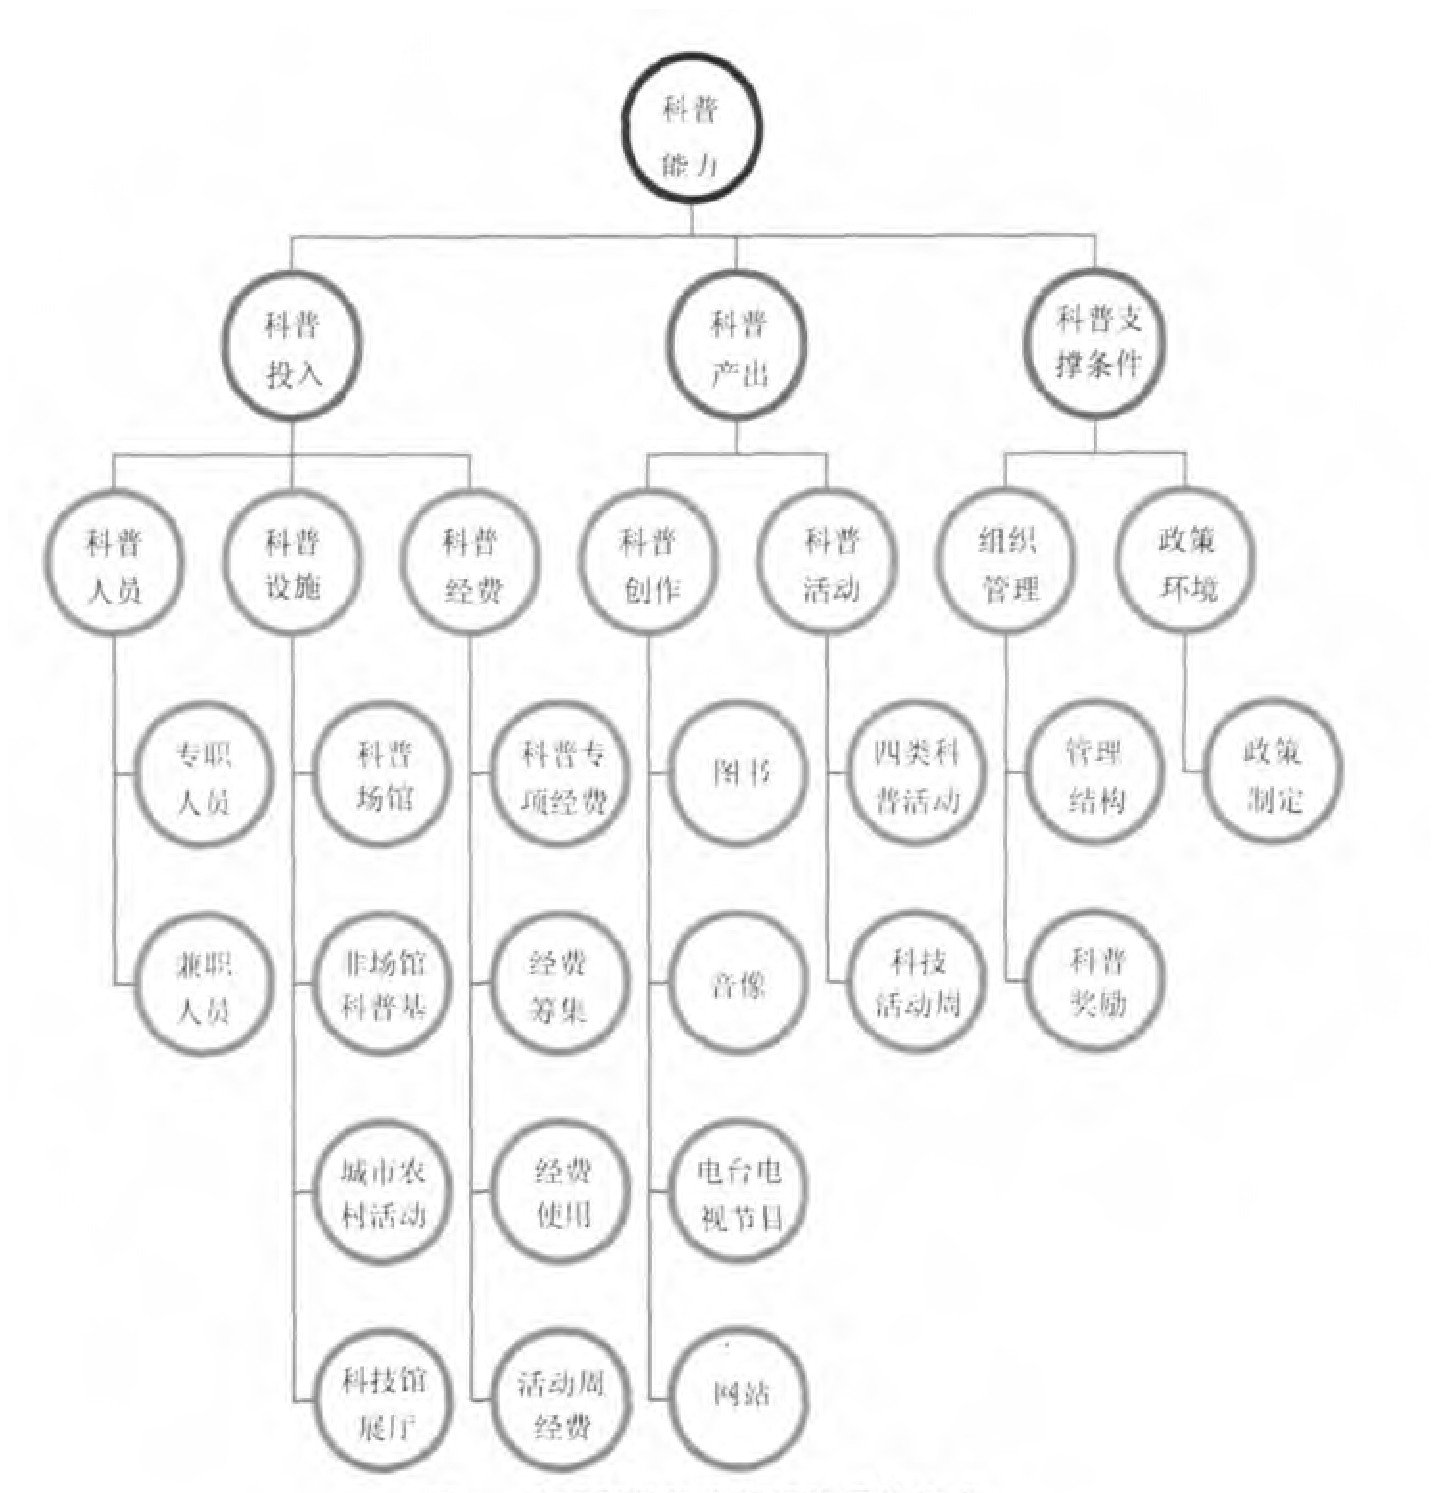 科普
能力
科普
投入
科普
产出
科普支
撑条件
科普
人员
科普
设施
科普
经费
科普
创作
科普
活动
组织
管理
政策
环境
专职
人员
科普
场馆
科普专
项经费
图书
四类科
普活动
管理
结构
政策
制定
兼职
人员
非场馆
科普基
经费
筹集
音像
科技
活动周
科普
奖励
城市农
村活动
经费
使用
电台电
视节目
科技馆
展厅
活动周
经费
网站